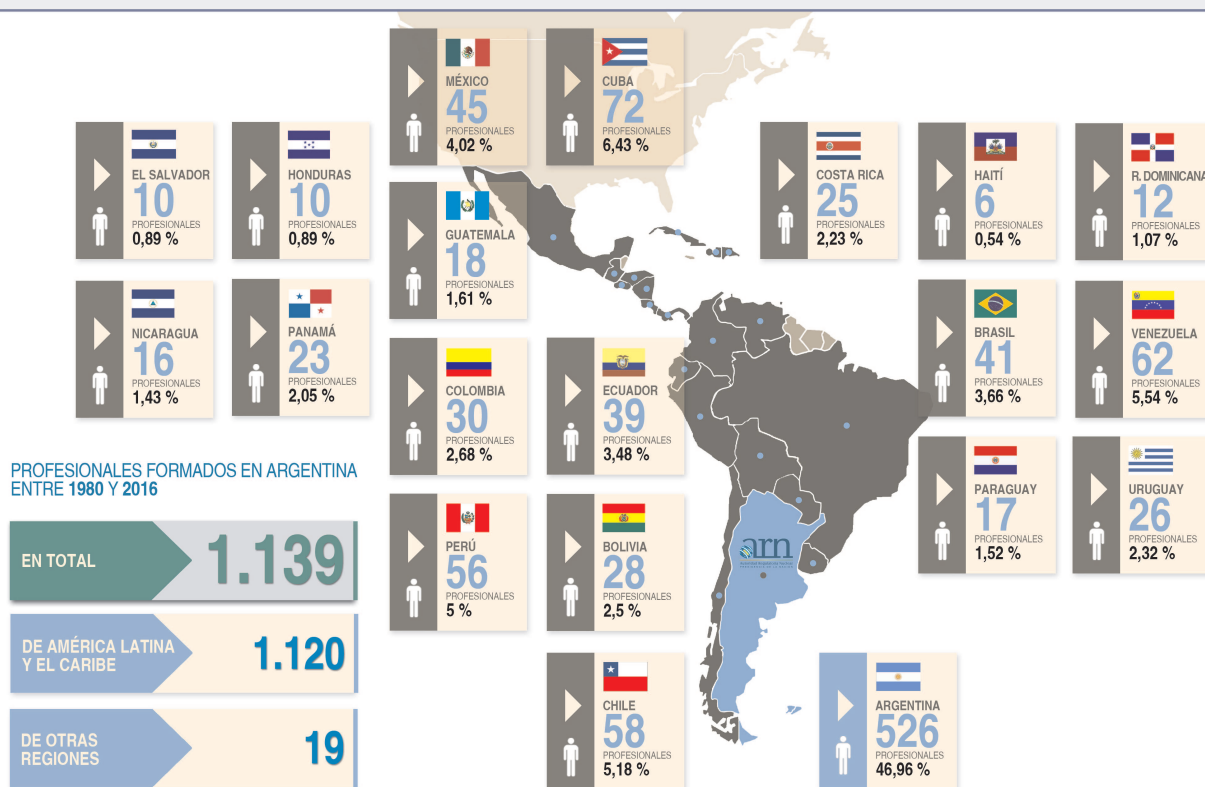 MÉXICO
45
PROFESIONALES
4,02 %
CUBA
72
PROFESIONALES
6,43 %
EL SALVADOR
10
PROFESIONALES
0,89 %
HONDURAS
10
PROFESIONALES
0,89 %
GUATEMALA
18
PROFESIONALES
1,61 %
COSTA RICA
25
PROFESIONALES
2,23 %
HAITÍ
6
PROFESIONALES
0,54 %
R. DOMINICANA
12
PROFESIONALES
1,07 %
NICARAGUA
16
PROFESIONALES
1,43 %
PANAMÁ
23
PROFESIONALES
2,05 %
COLOMBIA
30
PROFESIONALES
2,68 %
ECUADOR
39
PROFESIONALES
3,48 %
BRASIL
41
PROFESIONALES
3,66 %
VENEZUELA
62
PROFESIONALES
5,54 %
PERÚ
56
PROFESIONALES
5 %
BOLIVIA
28
PROFESIONALES
2,5 %
PARAGUAY
17
PROFESIONALES
1,52 %
URUGUAY
26
PROFESIONALES
2,32 %
arn
CHILE
58
PROFESIONALES
5,18 %
ARGENTINA
526
PROFESIONALES
46,96 %
PROFESIONALES FORMADOS EN ARGENTINA
ENTRE 1980 Y 2016
EN TOTAL
1.139
DE AMÉRICA LATINA
Y EL CARIBE
1.120
DE OTRAS
REGIONES
19